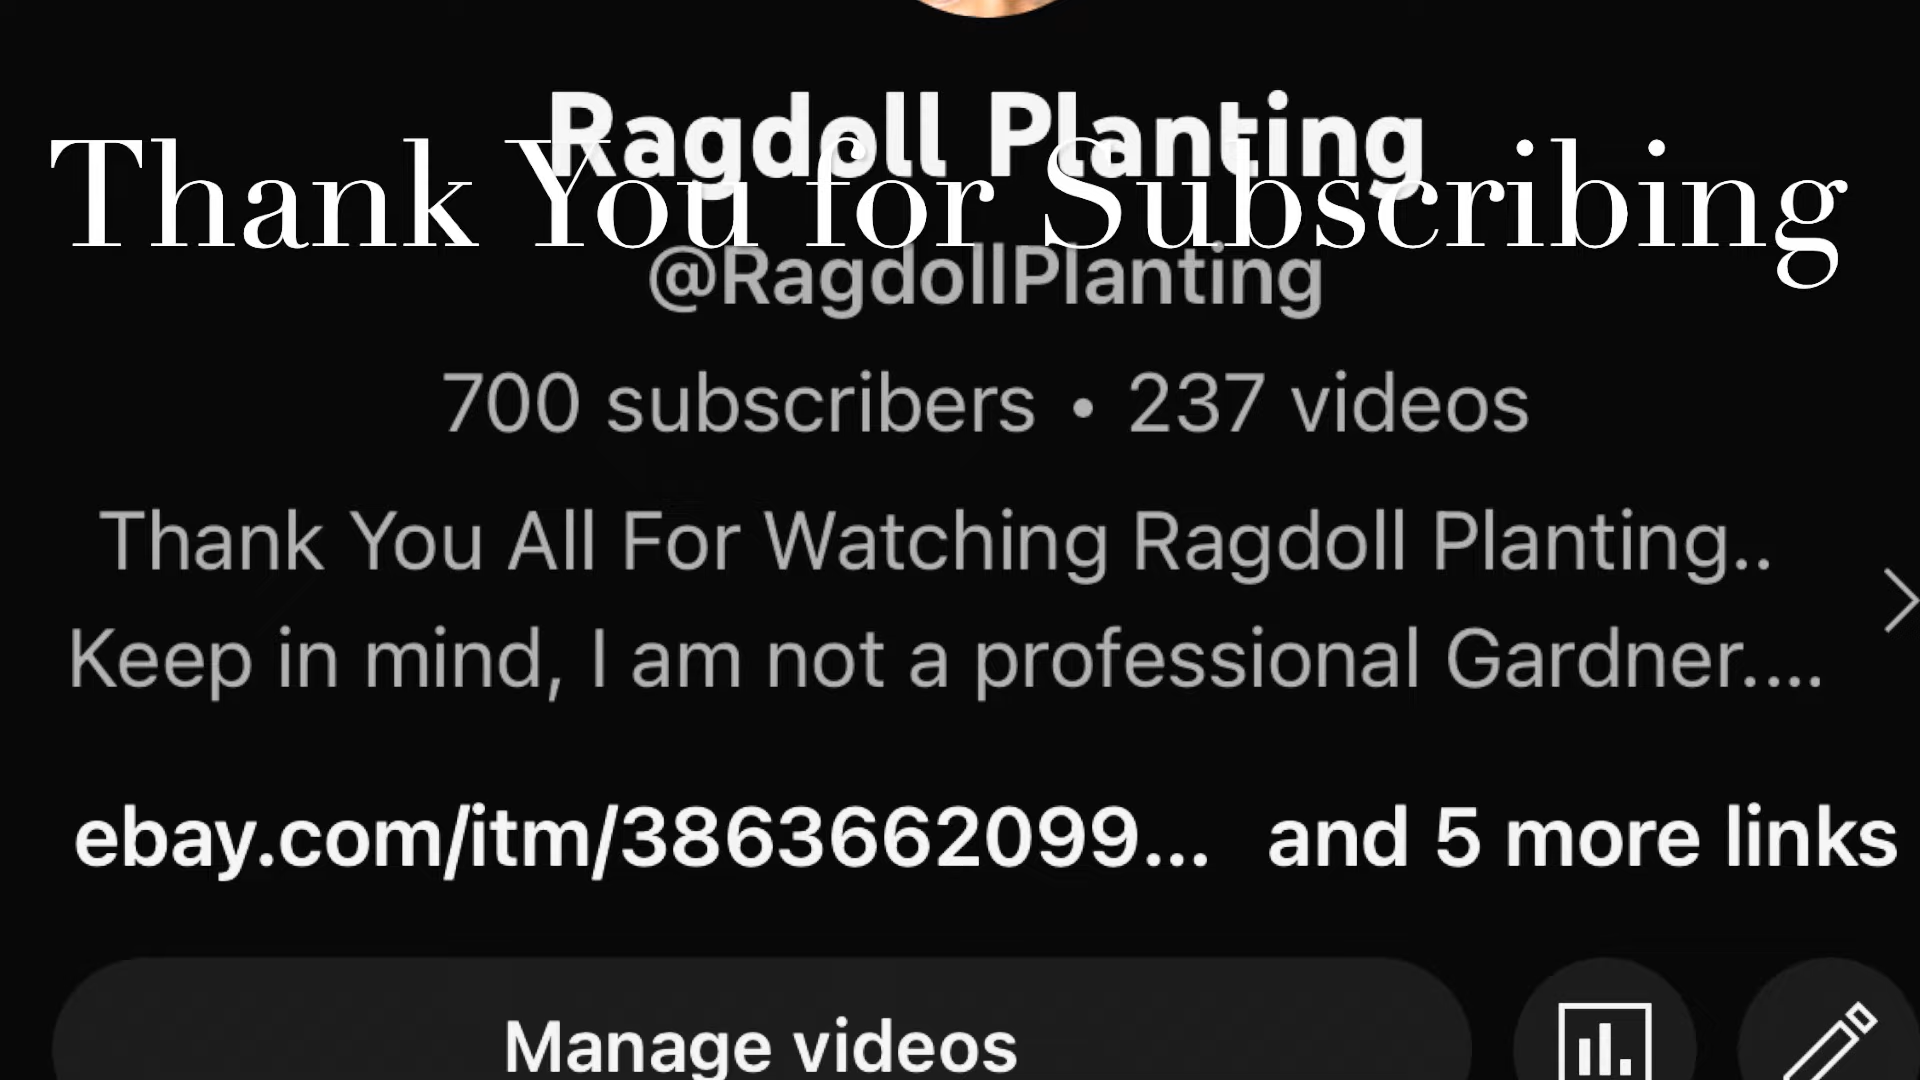 Ragdoll Planting
Thank You for Subscribing
@RagdollPlanting
700 subscribers • 237 videos
Thank You All For Watching Ragdoll Planting..
Keep in mind, I am not a professional Gardner....
ebay.com/itm/3863662099... and 5 more links
Manage videos